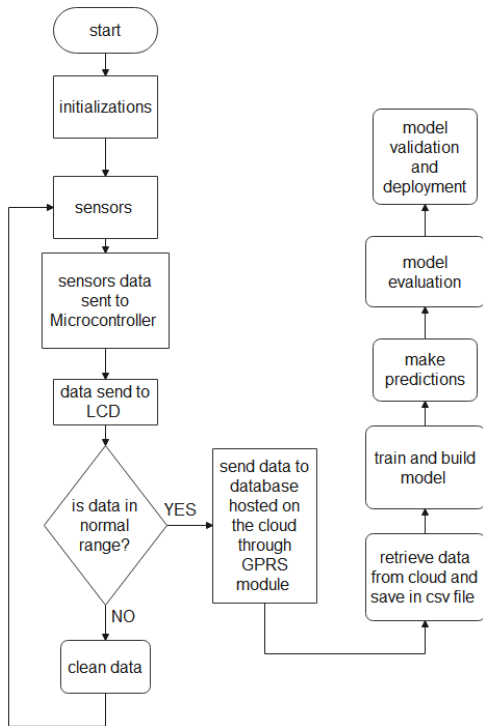 start
initializations
sensors
sensors data
sent to
Microcontroller
data send to
LCD
is data in
normal
range?
YES
NO
clean data
send data to
database
hosted on
the cloud
through
GPRS
module
retrieve data
from cloud and
save in csv file
train and build
model
make
predictions
model
evaluation
model
validation
and
deployment